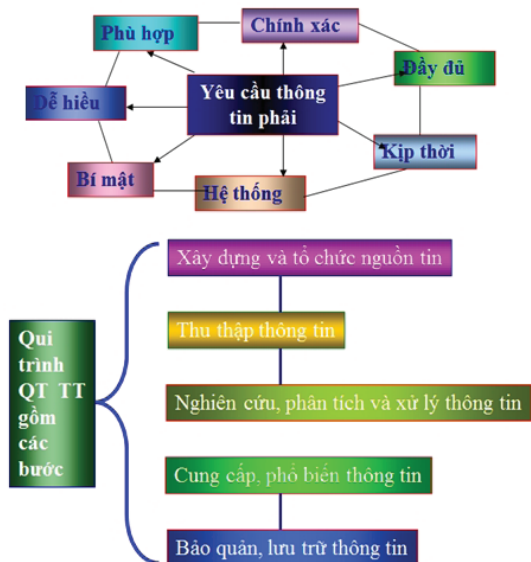 Chính xác
Phù hợp
Đầy đủ
Yêu cầu thông
tin phải
Dễ hiểu
Kịp thời
Bí mật
Hệ thống
Xây dựng và tổ chức nguồn tin
Thu thập thông tin
Qui
trình
QT TT
gồm
các
bước
Nghiên cứu, phân tích và xử lý thông tin
Cung cấp, phổ biến thông tin
Bảo quản, lưu trữ thông tin